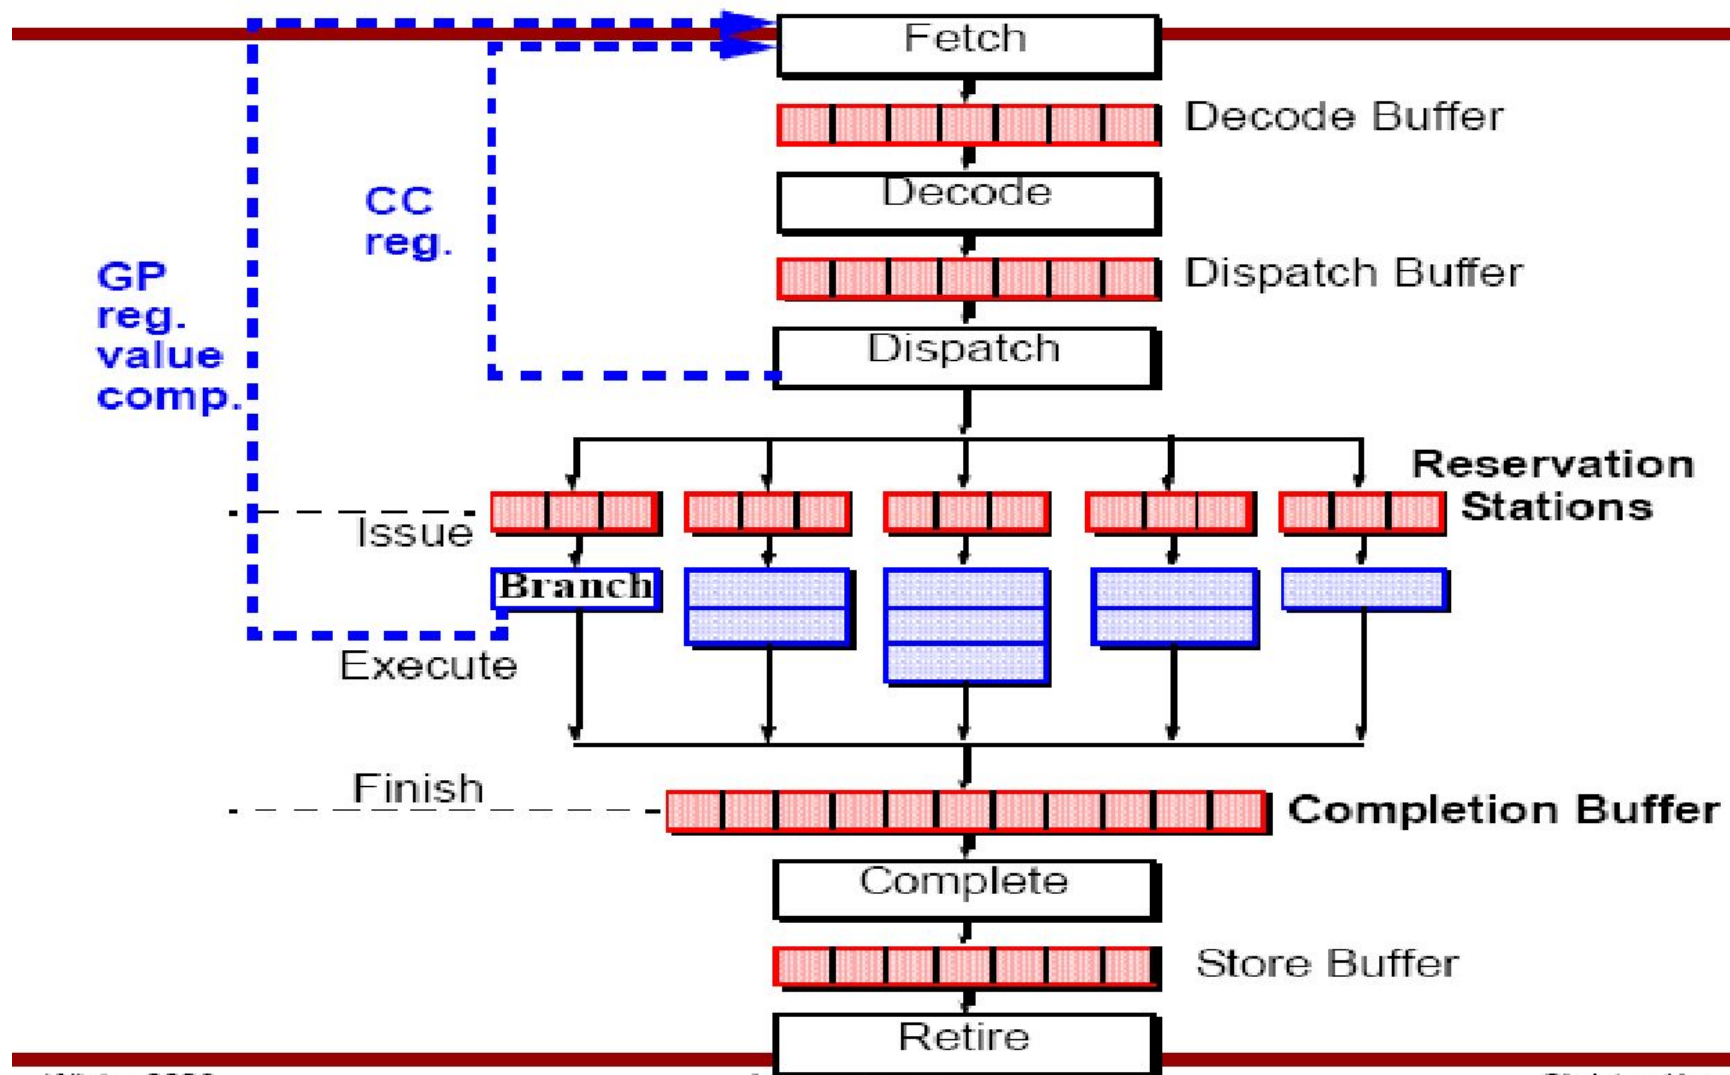 Fetch
Decode Buffer
Decode
CC
reg.
Dispatch Buffer
GP
reg.
value
comp.
Dispatch
Reservation
Stations
Issue
Branch
Execute
Finish
Completion Buffer
Complete
Store Buffer
Retire